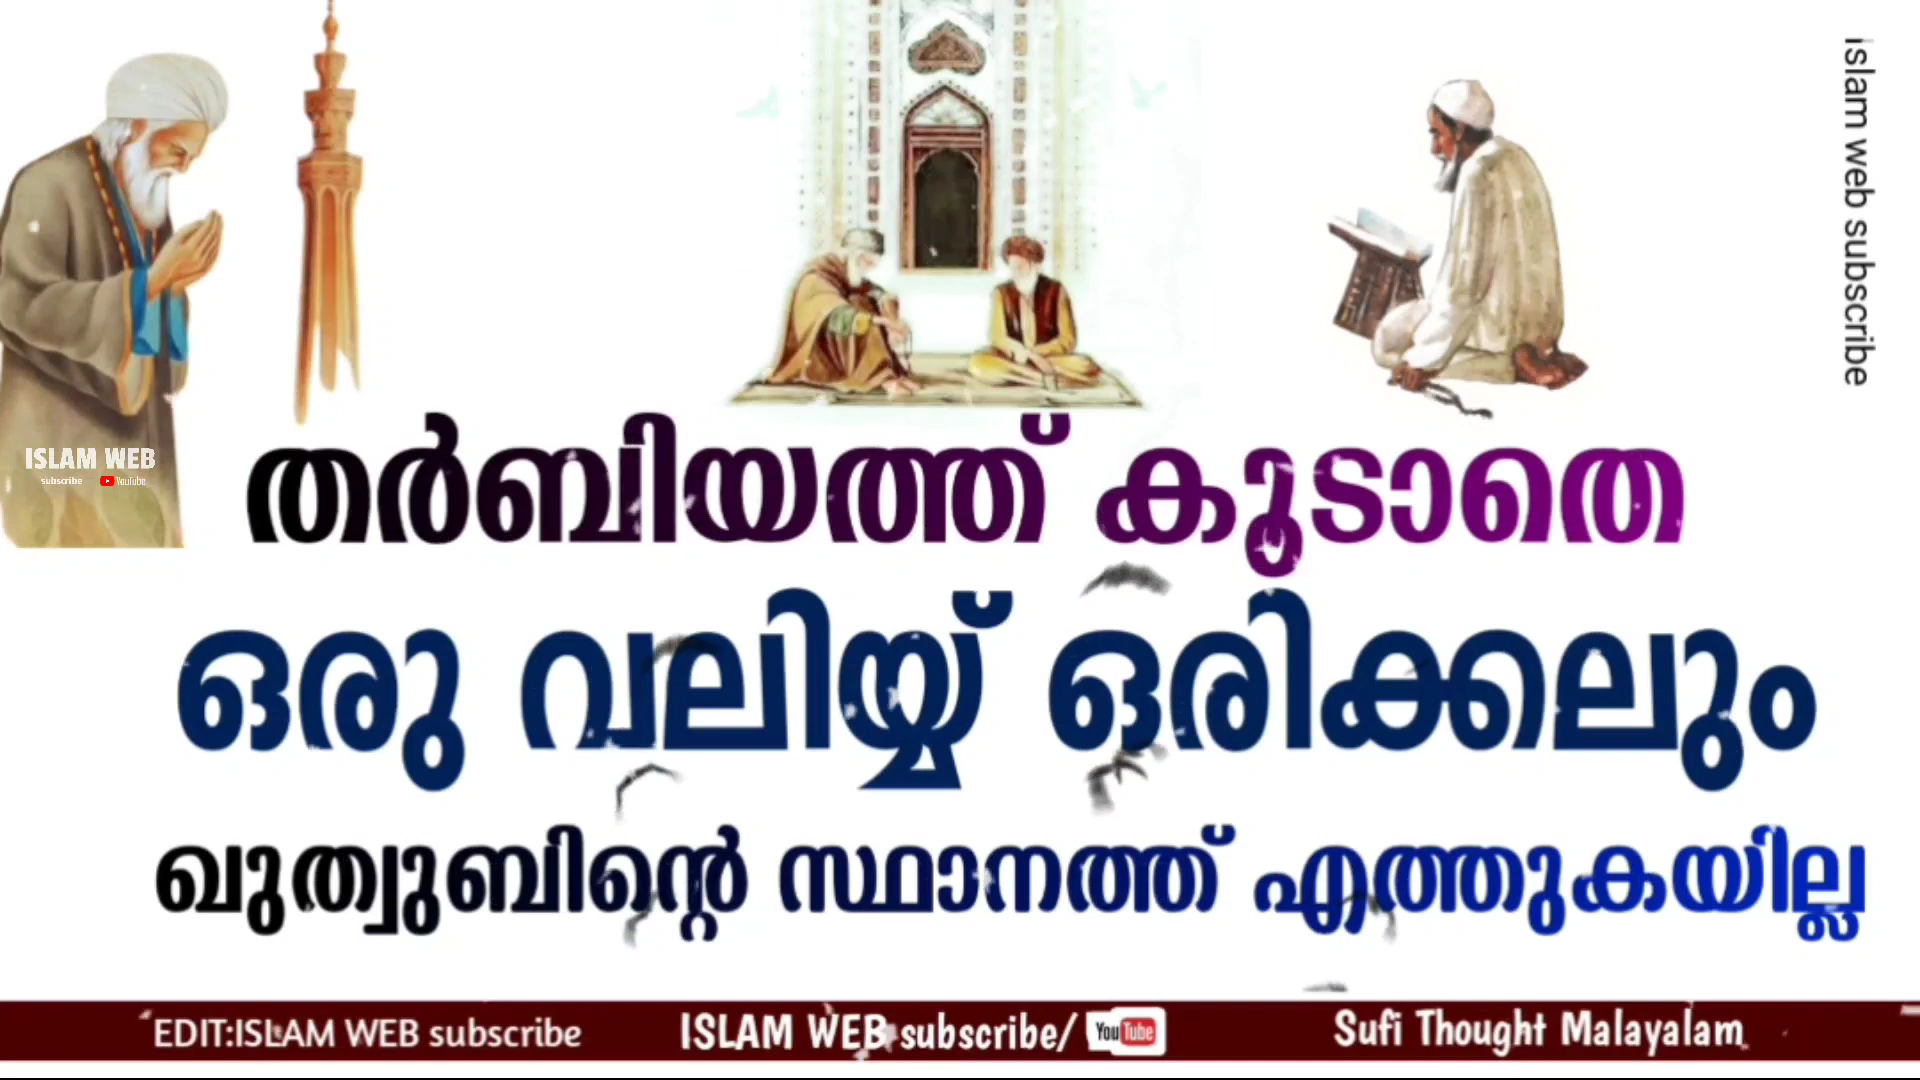 islam web subscribe
ISLAM WEB
subscribe YouTube
തർബിയത്ത് കൂടാതെ
ഒരു വലിയ്യ് ഒരിക്കലും
ഖുത്വുബിന്റെ സ്ഥാനത്ത് എത്തുകയില്ല
EDIT:ISLAM WEB subscribe
ISLAM WEB subscribe/ YouTube
Sufi Thought Malayalam